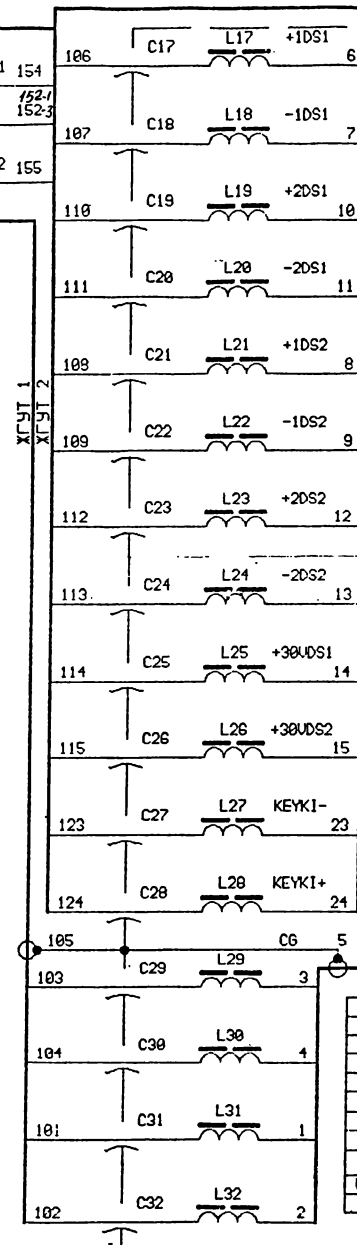 C17 L17 +1DS1
106 6
1 154
152-1
152-3
C18 L18 -1DS1
107 7
2 155
C19 L19 +2DS1
110 10
C20 L20 -2DS1
111 11
C21 L21 +1DS2
108 8
ЖГУТ 1
ЖГУТ 2
C22 L22 -1DS2
109 9
C23 L23 +2DS2
112 12
C24 L24 -2DS2
113 13
C25 L25 +30VDS1
114 14
C26 L26 +30VDS2
115 15
C27 L27 KEYKI-
123 23
C28 L28 KEYKI+
124 24
105 CG 5
C29 L29
103 3
C30 L30
104 4
C31 L31
101 1
C32 L32
102 2